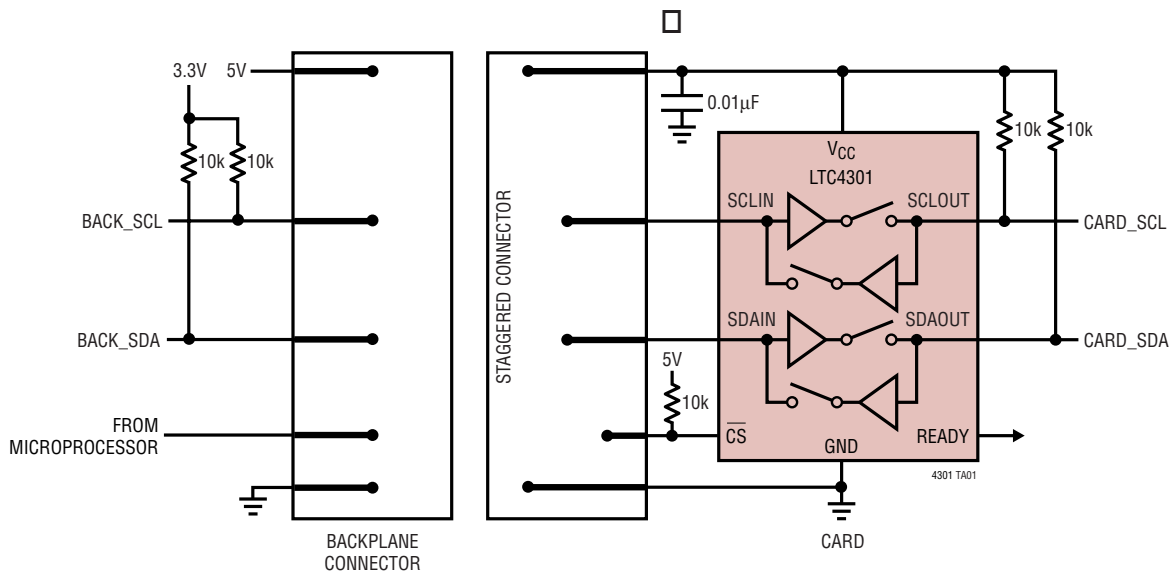 3.3V
5V
0.01µF
10k
10k
10k
10k
VCC
LTC4301
SCLIN
SCLOUT
BACK_SCL
CARD_SCL
STAGGERED CONNECTOR
SDAIN
SDAOUT
BACK_SDA
CARD_SDA
5V
10k
FROM
MICROPROCESSOR
CS
READY
GND
4301 TA01
BACKPLANE
CONNECTOR
CARD